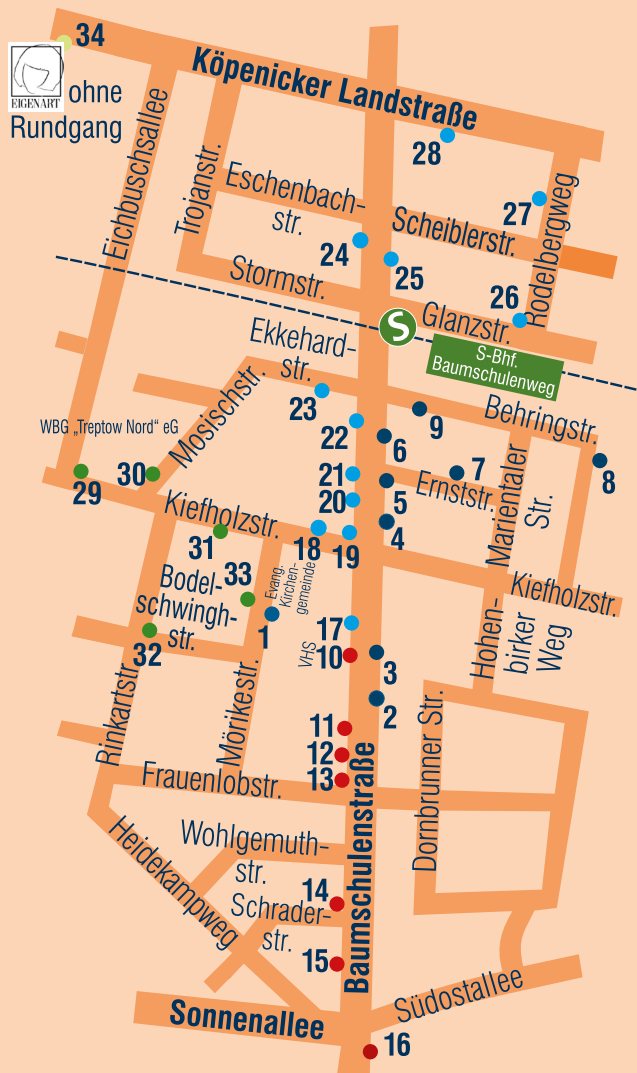 34
EIGENART
ohne
Rundgang
Köpenicker Landstraße
28
Eichbuschsallee
Trojanstr.
Eschenbach-
str.
Scheiblerstr.
27
Rodelbergweg
24
25
Stormstr.
26
Glanzstr.
S
S-Bhf.
Baumschulenweg
Ekkehard-
str.
23
22
9
Behringstr.
Mosischstr.
WBG „Treptow Nord“ eG
6
7
8
29
30
21
20
5
Ernststr.
Marientaler
Str.
Kiefholzstr.
31
18
19
4
Kiefholzstr.
Bodel-
schwingh-
str.
33
Evang.
Kirchen-
gemeinde
1
32
17
VHS
10
3
2
Hohen-
birker
Weg
Rinkartstr.
Mörikestr.
11
12
13
Frauenlobstr.
Baumschulenstraße
Dornbrunner Str.
Heidekampweg
Wohlgemuth-
str.
14
Schrader-
str.
15
Südostallee
Sonnenallee
16